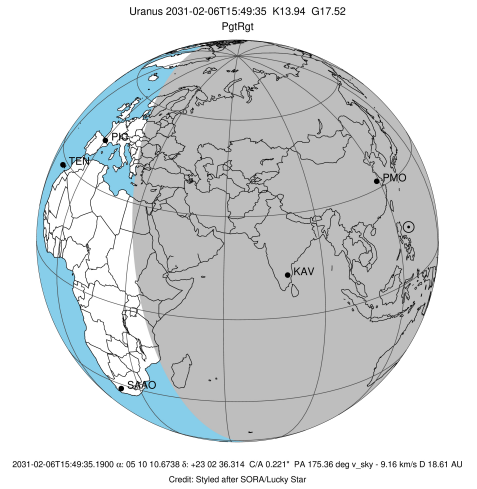 Uranus 2031-02-06T15:49:35 K13.94 G17.52
PgtRgt
PIC
TEN
PMO
KAV
SAAO
2031-02-06T15:49:35.1900 α: 05 10 10.6738 δ: +23 02 36.314 C/A 0.221" PA 175.36 deg v_sky - 9.16 km/s D 18.61 AU
Credit: Styled after SORA/Lucky Star